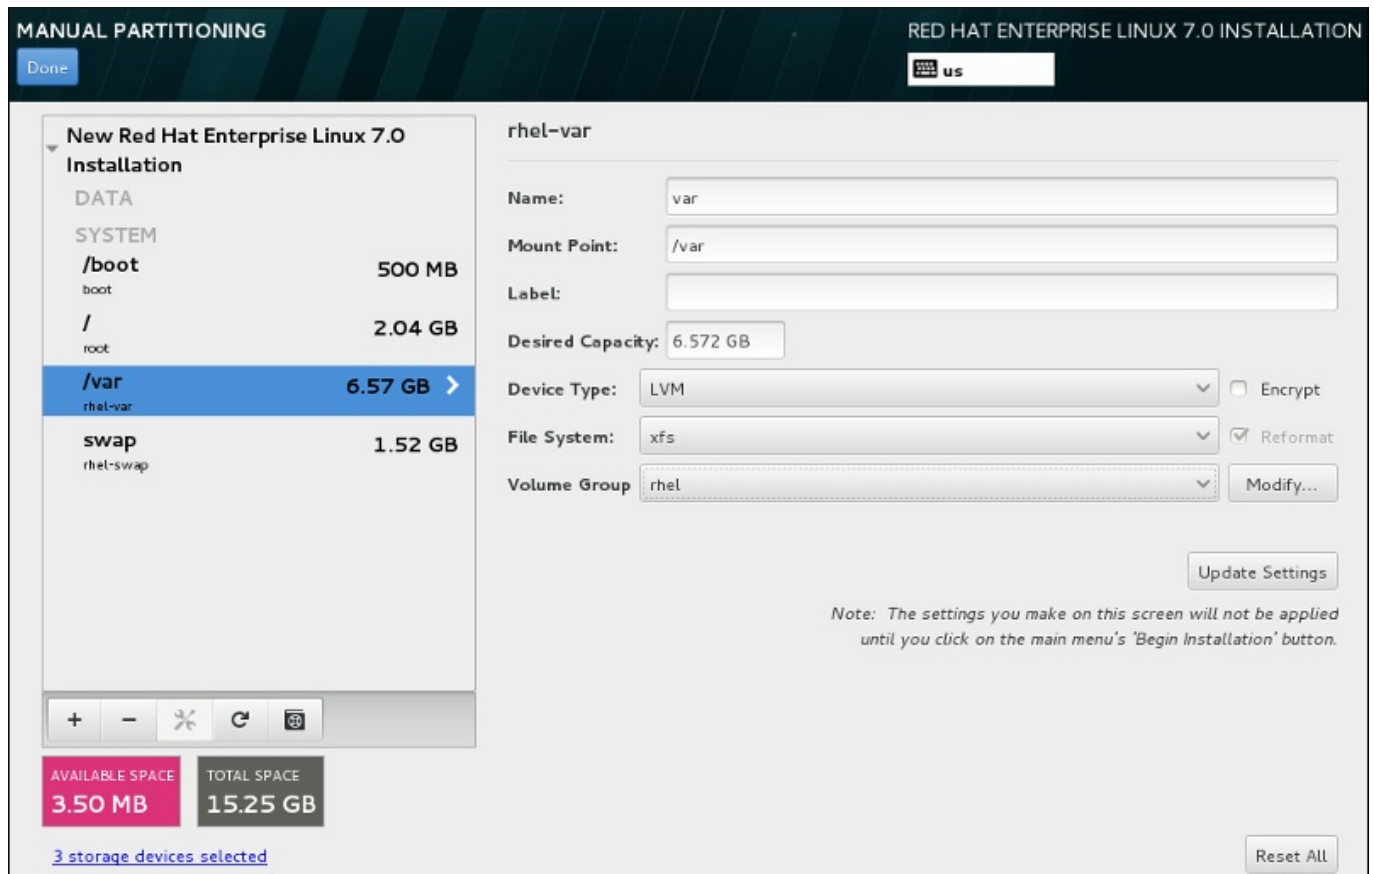 MANUAL PARTITIONING
RED HAT ENTERPRISE LINUX 7.0 INSTALLATION
Done
us
New Red Hat Enterprise Linux 7.0
Installation
DATA
SYSTEM
/boot
500 MB
boot
/
2.04 GB
root
/var
6.57 GB
rhel-var
swap
1.52 GB
rhel-swap
+
-
AVAILABLE SPACE
3.50 MB
TOTAL SPACE
15.25 GB
3 storage devices selected
rhel-var
Name: var
Mount Point: /var
Label:
Desired Capacity: 6.572 GB
Device Type: LVM Encrypt
File System: xfs Reformat
Volume Group rhel Modify...
Update Settings
Note: The settings you make on this screen will not be applied
until you click on the main menu's 'Begin Installation' button.
Reset All